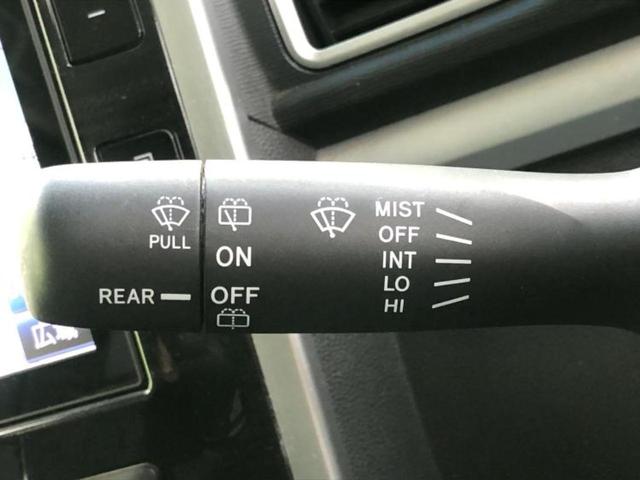 MIST
PULL
OFF
ON
INT
REAR
OFF
LO
HI